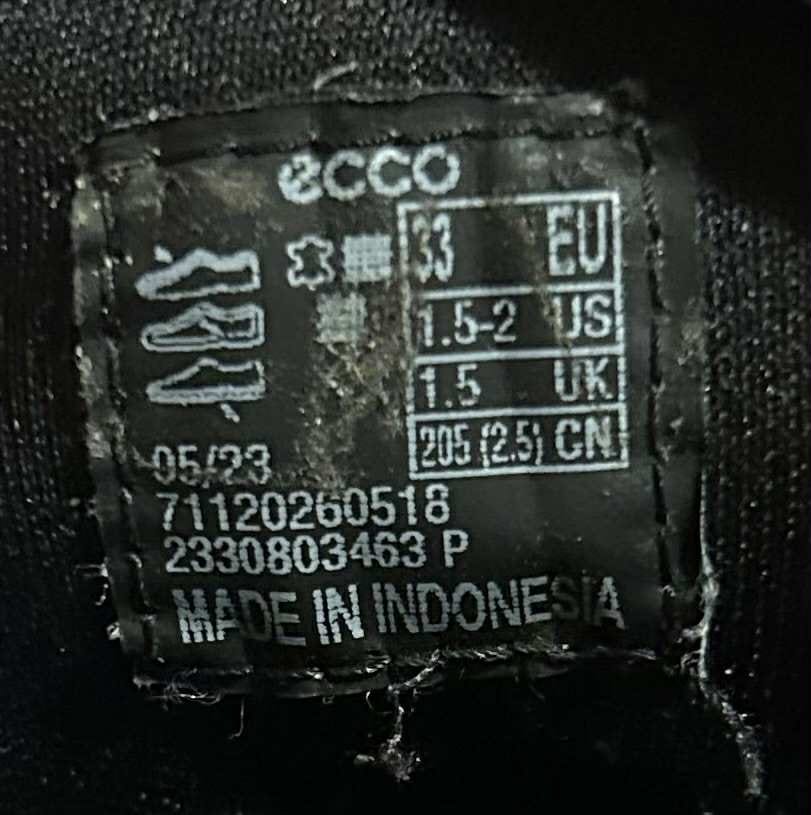 ecco
33 EU
1.5-2 US
1.5 UK
205 (2.5) CN
05/23
71120260518
2330803463 P
MADE IN INDONESIA